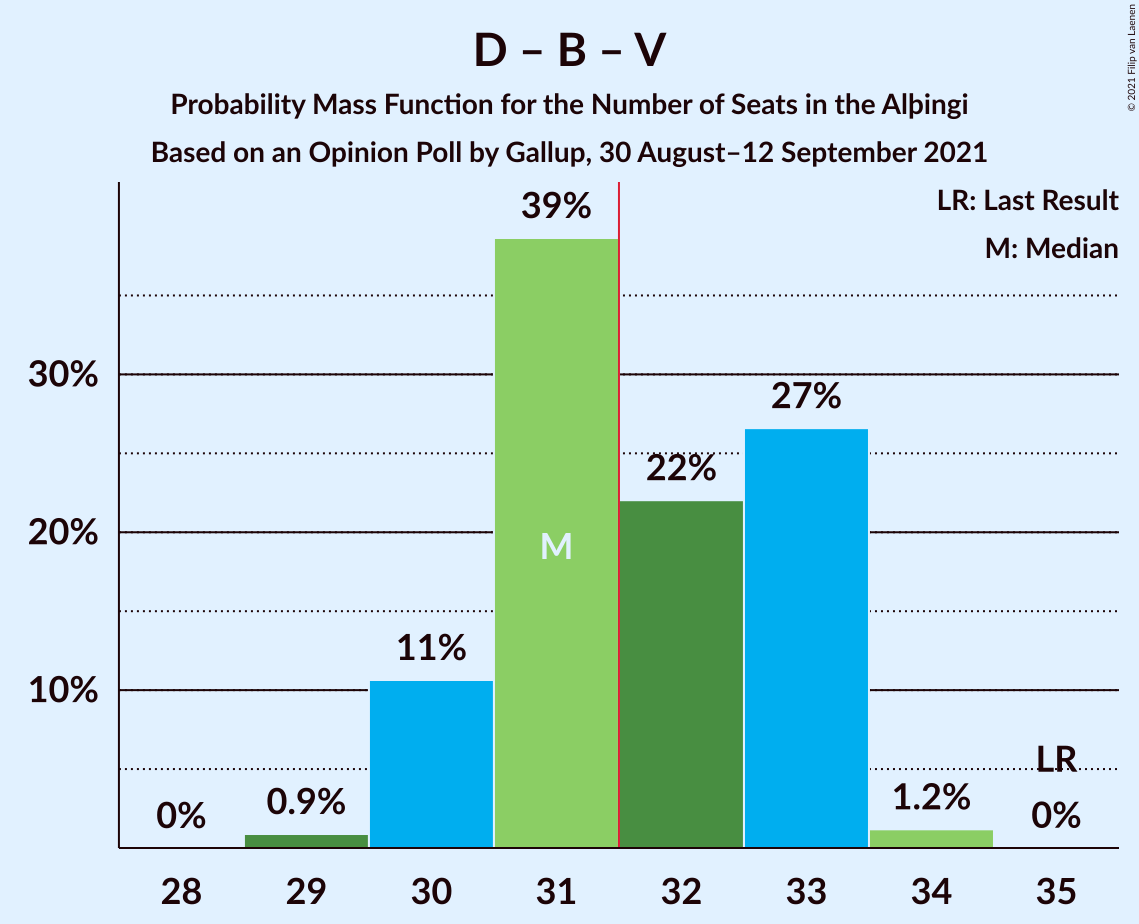 D – B – V
Probability Mass Function for the Number of Seats in the Alþingi
Based on an Opinion Poll by Gallup, 30 August–12 September 2021
© 2021 Filip van Laenen
LR: Last Result
M: Median
39%
30%
27%
22%
20%
M
11%
10%
LR
0%
0.9%
1.2%
0%
28
29
30
31
32
33
34
35